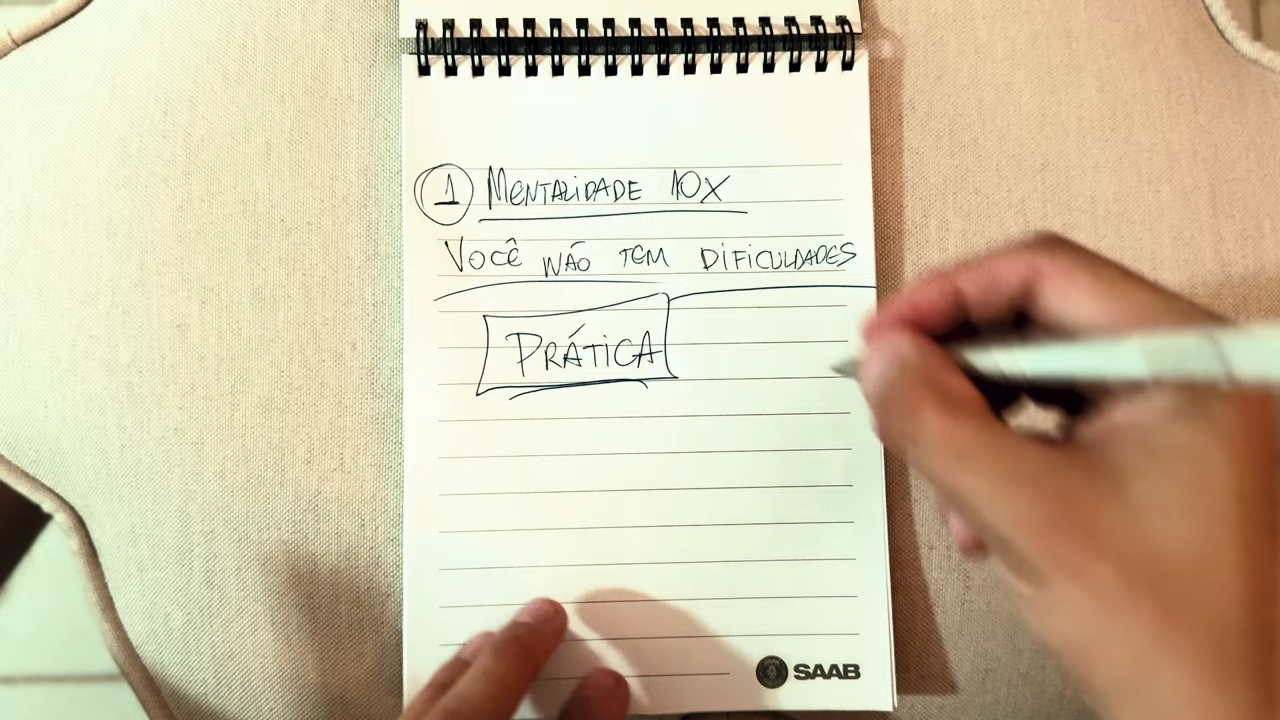 1 MENTALIDADE 10X
VOCÊ NÃO TEM DIFICULDADES
PRÁTICA
SAAB